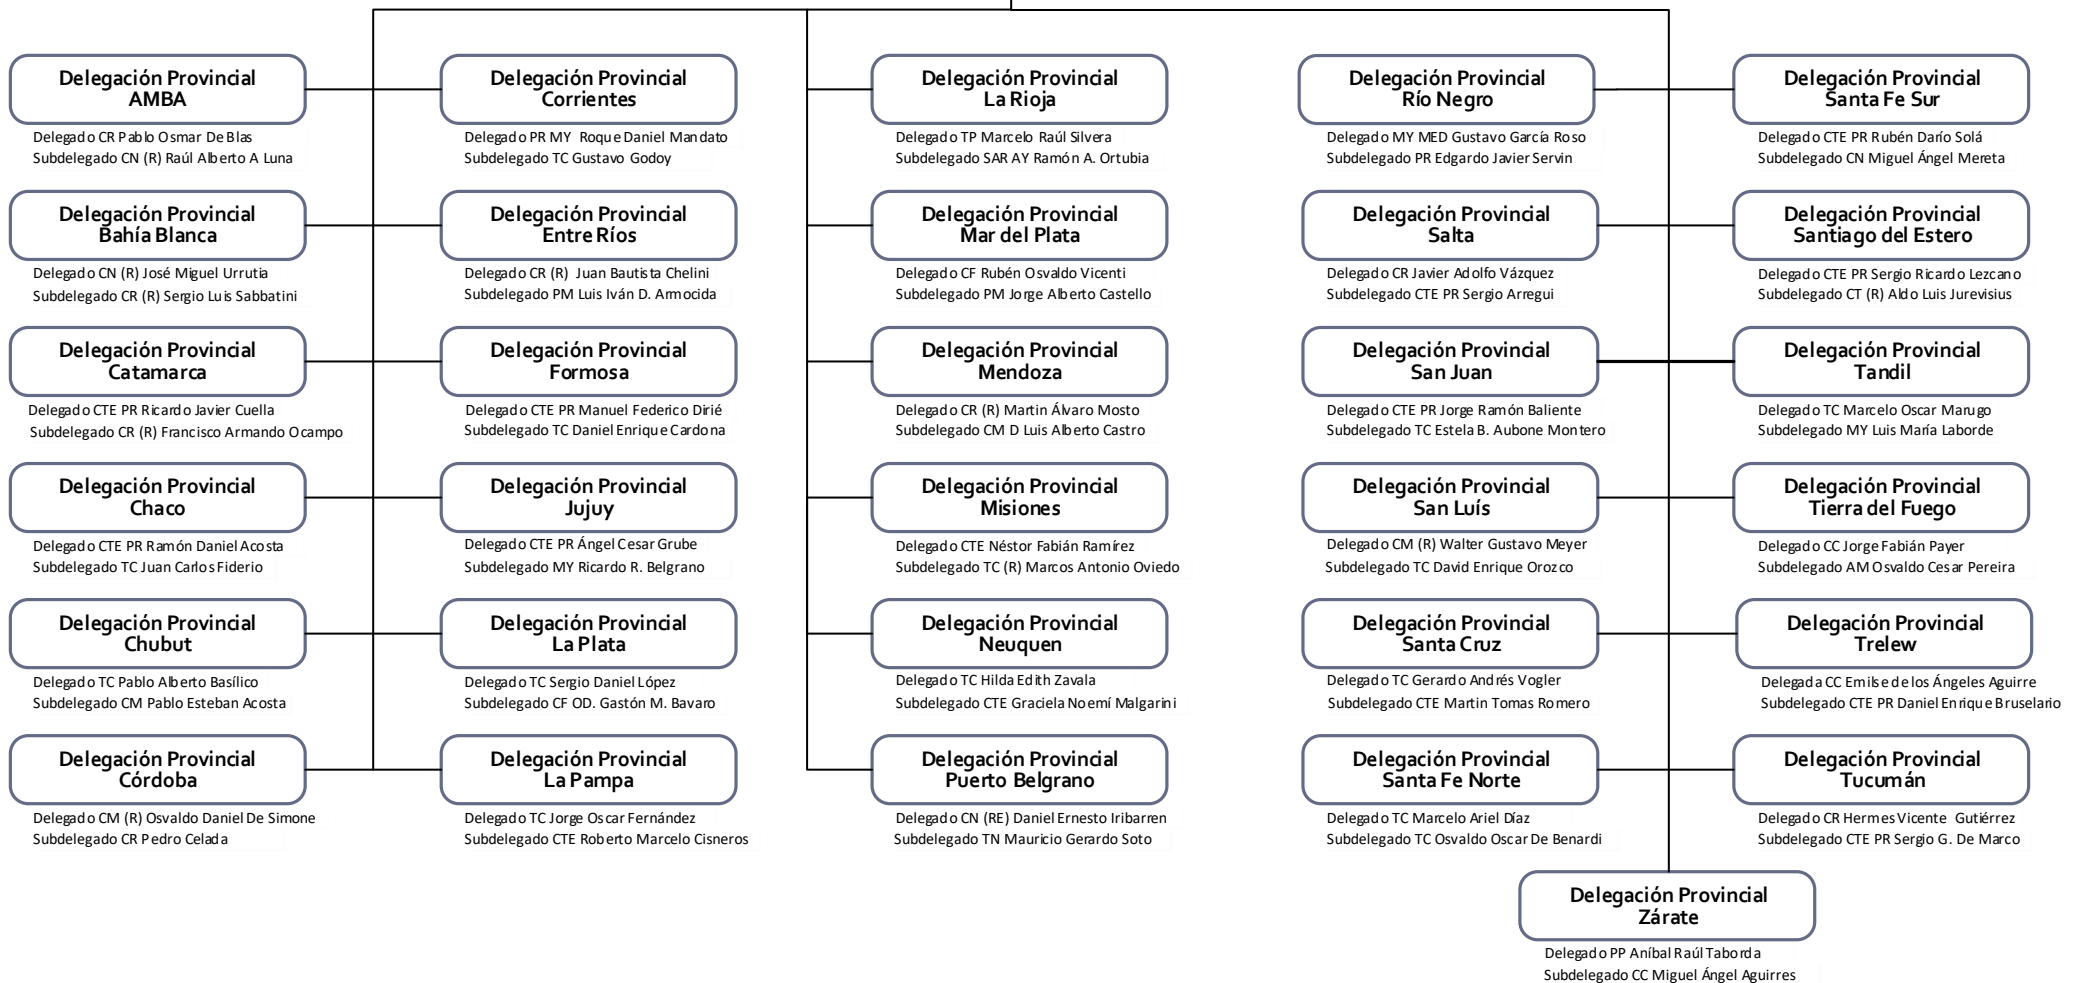 Delegación Provincial
AMBA
Delegado CR Pablo Osmar De Blas
Subdelegado CN (R) Raúl Alberto A Luna
Delegación Provincial
Bahía Blanca
Delegado CN (R) José Miguel Urrutia
Subdelegado CR (R) Sergio Luis Sabbatini
Delegación Provincial
Catamarca
Delegado CTE PR Ricardo Javier Cuella
Subdelegado CR (R) Francisco Armando Ocampo
Delegación Provincial
Chaco
Delegado CTE PR Ramón Daniel Acosta
Subdelegado TC Juan Carlos Fiderio
Delegación Provincial
Chubut
Delegado TC Pablo Alberto Basílico
Subdelegado CM Pablo Esteban Acosta
Delegación Provincial
Córdoba
Delegado CM (R) Osvaldo Daniel De Simone
Subdelegado CR Pedro Celada
Delegación Provincial
Corrientes
Delegado PR MY Roque Daniel Mandato
Subdelegado TC Gustavo Godoy
Delegación Provincial
Entre Ríos
Delegado CR (R) Juan Bautista Chelini
Subdelegado PM Luis Iván D. Armocida
Delegación Provincial
Formosa
Delegado CTE PR Manuel Federico Dirié
Subdelegado TC Daniel Enrique Cardona
Delegación Provincial
Jujuy
Delegado CTE PR Ángel Cesar Grube
Subdelegado MY Ricardo R. Belgrano
Delegación Provincial
La Plata
Delegado TC Sergio Daniel López
Subdelegado CF OD. Gastón M. Bavaro
Delegación Provincial
La Pampa
Delegado TC Jorge Oscar Fernández
Subdelegado CTE Roberto Marcelo Cisneros
Delegación Provincial
La Rioja
Delegado TP Marcelo Raúl Silvera
Subdelegado SAR AY Ramón A. Ortubia
Delegación Provincial
Mar del Plata
Delegado CF Rubén Osvaldo Vicenti
Subdelegado PM Jorge Alberto Castello
Delegación Provincial
Mendoza
Delegado CR (R) Martin Álvaro Mosto
Subdelegado CM D Luis Alberto Castro
Delegación Provincial
Misiones
Delegado CTE Néstor Fabián Ramírez
Subdelegado TC (R) Marcos Antonio Oviedo
Delegación Provincial
Neuquen
Delegado TC Hilda Edith Zavala
Subdelegado CTE Graciela Noemí Malgarini
Delegación Provincial
Puerto Belgrano
Delegado CN (RE) Daniel Ernesto Iribarren
Subdelegado TN Mauricio Gerardo Soto
Delegación Provincial
Río Negro
Delegado MY MED Gustavo García Roso
Subdelegado PR Edgardo Javier Servin
Delegación Provincial
Salta
Delegado CR Javier Adolfo Vázquez
Subdelegado CTE PR Sergio Arregui
Delegación Provincial
San Juan
Delegado CTE PR Jorge Ramón Baliente
Subdelegado TC Estela B. Aubone Montero
Delegación Provincial
San Luís
Delegado CM (R) Walter Gustavo Meyer
Subdelegado TC David Enrique Orozco
Delegación Provincial
Santa Cruz
Delegado TC Gerardo Andrés Vogler
Subdelegado CTE Martin Tomas Romero
Delegación Provincial
Santa Fe Norte
Delegado TC Marcelo Ariel Díaz
Subdelegado TC Osvaldo Oscar De Benardi
Delegación Provincial
Santa Fe Sur
Delegado CTE PR Rubén Darío Solá
Subdelegado CN Miguel Ángel Mereta
Delegación Provincial
Santiago del Estero
Delegado CTE PR Sergio Ricardo Lezcano
Subdelegado CT (R) Aldo Luis Jurevisius
Delegación Provincial
Tandil
Delegado TC Marcelo Oscar Marugo
Subdelegado MY Luis María Laborde
Delegación Provincial
Tierra del Fuego
Delegado CC Jorge Fabián Payer
Subdelegado AM Osvaldo Cesar Pereira
Delegación Provincial
Trelew
Delegada CC Emise de los Ángeles Aguirre
Subdelegado CTE PR Daniel Enrique Bruselario
Delegación Provincial
Tucumán
Delegado CR Hermes Vicente Gutiérrez
Subdelegado CTE PR Sergio G. De Marco
Delegación Provincial
Zárate
Delegado PP Aníbal Raúl Taborda
Subdelegado CC Miguel Ángel Aguirres